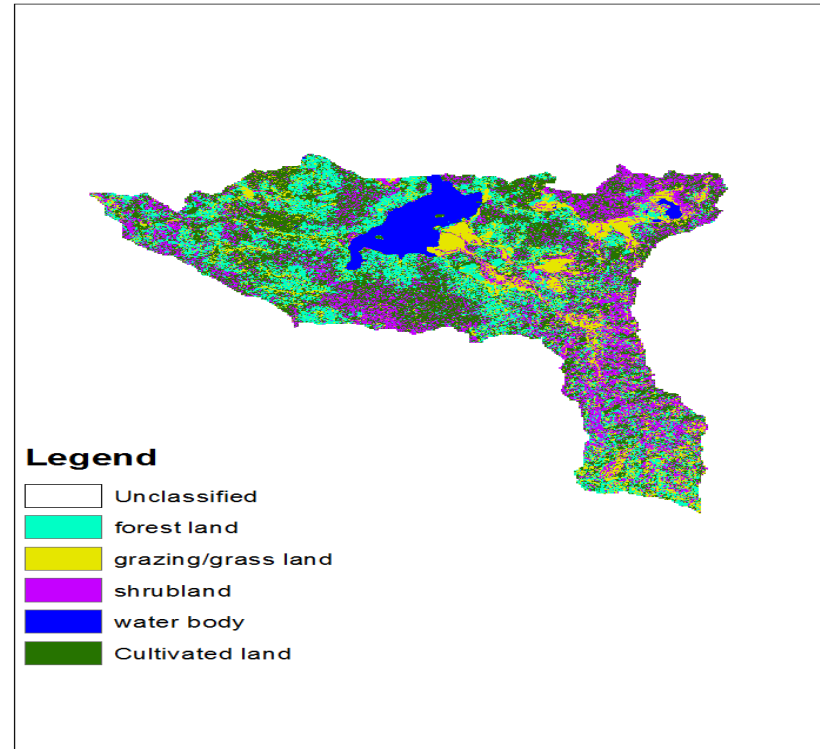 Legend
Unclassified
forest land
grazing/grass land
shrubland
water body
Cultivated land